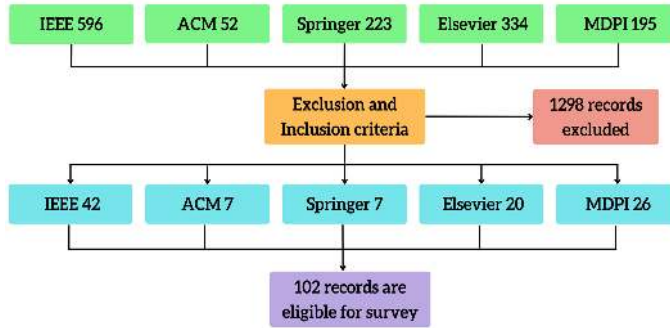 IEEE 596
ACM 52
Springer 223
Elsevier 334
MDPI 195
Exclusion and
Inclusion criteria
1298 records
excluded
IEEE 42
ACM 7
Springer 7
Elsevier 20
MDPI 26
102 records are
eligible for survey